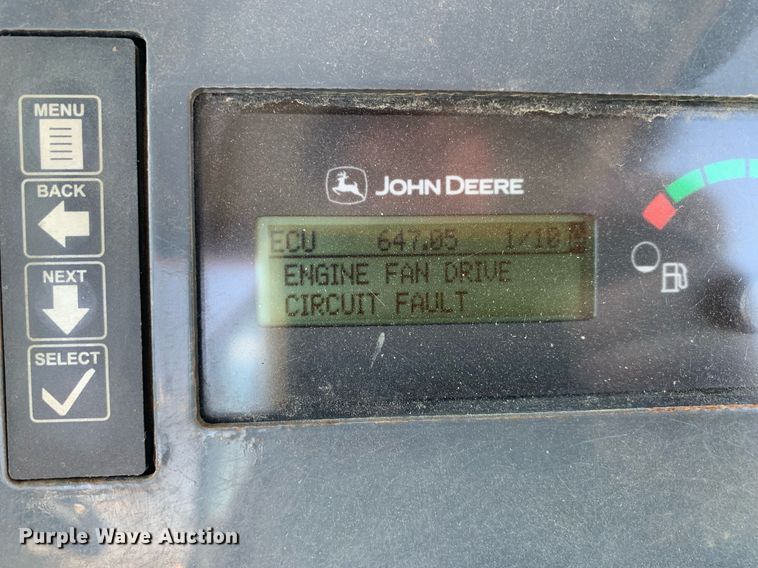 MENU
BACK
NEXT
SELECT
JOHN DEERE
ECU 647.05 1/10
ENGINE FAN DRIVE
CIRCUIT FAULT
Purple Wave Auction